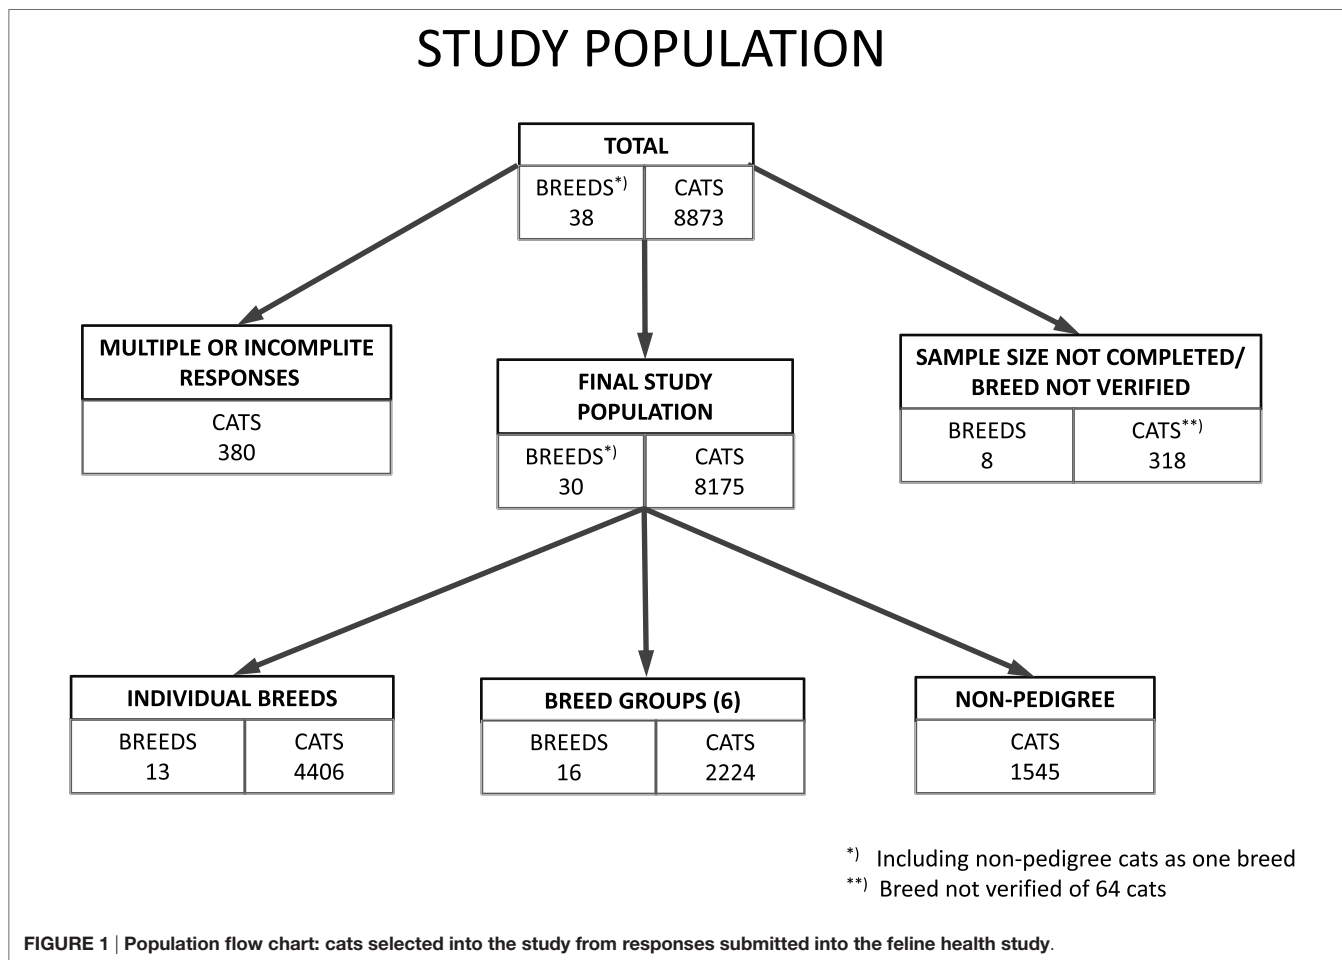 STUDY POPULATION
TOTAL
BREEDS*)
38
CATS
8873
MULTIPLE OR INCOMPLITE
RESPONSES
CATS
380
FINAL STUDY
POPULATION
BREEDS*)
30
CATS
8175
SAMPLE SIZE NOT COMPLETED/
BREED NOT VERIFIED
BREEDS
8
CATS**)
318
INDIVIDUAL BREEDS
BREEDS
13
CATS
4406
BREED GROUPS (6)
BREEDS
16
CATS
2224
NON-PEDIGREE
CATS
1545
*) Including non-pedigree cats as one breed
**) Breed not verified of 64 cats
FIGURE 1 | Population flow chart: cats selected into the study from responses submitted into the feline health study.